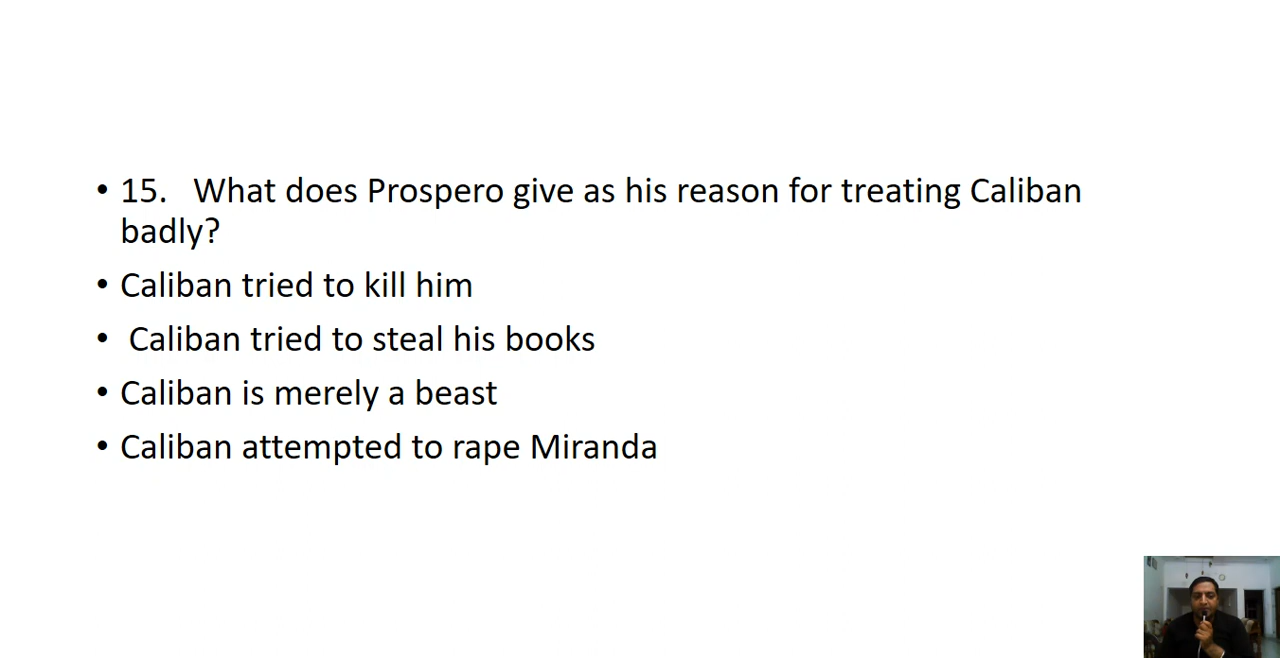 • 15.   What does Prospero give as his reason for treating Caliban
badly?
• Caliban tried to kill him
•  Caliban tried to steal his books
• Caliban is merely a beast
• Caliban attempted to rape Miranda